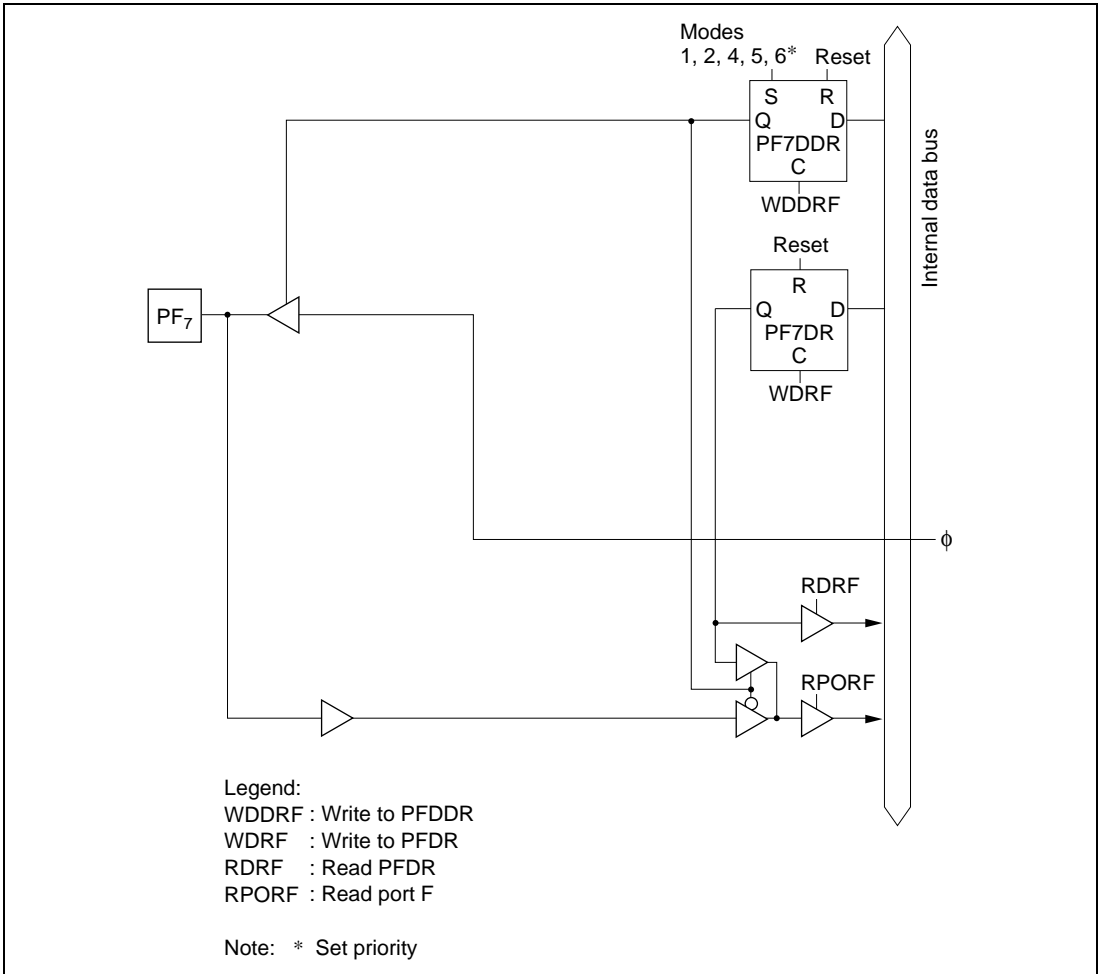 Modes
1, 2, 4, 5, 6* Reset
S R
Q D
PF7DDR
C
WDDRF
Internal data bus
Reset
R
Q D
PF7DR
C
WDRF
PF7
ϕ
RDRF
RPORF
Legend:
WDDRF : Write to PFDDR
WDRF : Write to PFDR
RDRF : Read PFDR
RPORF : Read port F
Note: * Set priority